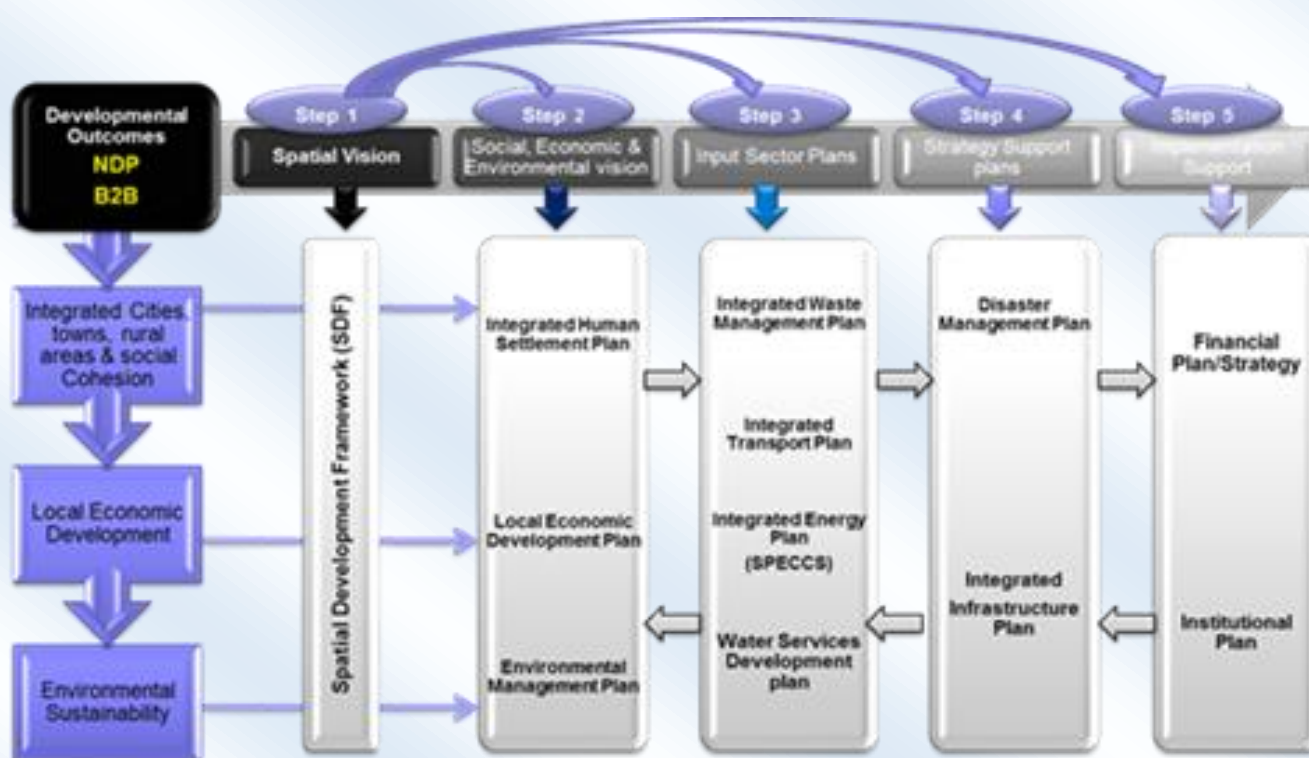 Developmental
Outcomes
NDP
B2B
Step 1
Spatial Vision
Step 2
Social, Economic &
Environmental vision
Step 3
Input Sector Plans
Step 4
Strategy Support
plans
Step 5
Implementation
Support
Integrated Cities
towns, rural
areas & social
Cohesion
Local Economic
Development
Environmental
Sustainability
Spatial Development Framework (SDF)
Integrated Human
Settlement Plan
Local Economic
Development Plan
Environmental
Management Plan
Integrated Waste
Management Plan
Integrated
Transport Plan
Integrated Energy
Plan
(SPECCS)
Water Services
Development
plan
Disaster
Management Plan
Integrated
Infrastructure
Plan
Financial
Plan/Strategy
Institutional
Plan